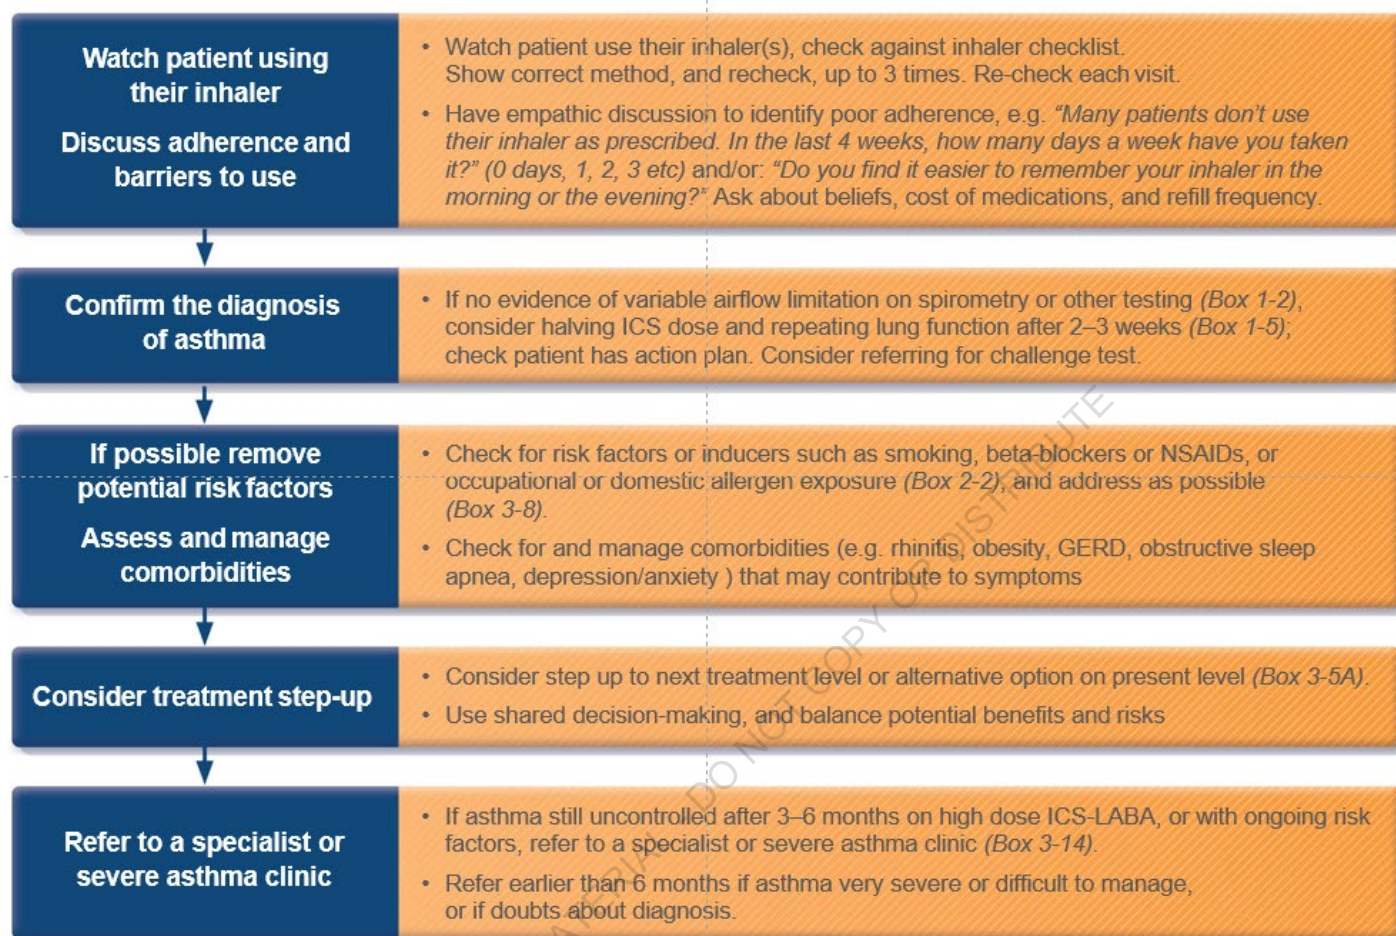 Watch patient using
their inhaler
Discuss adherence and
barriers to use
• Watch patient use their inhaler(s), check against inhaler checklist.
Show correct method, and recheck, up to 3 times. Re-check each visit.
• Have empathic discussion to identify poor adherence, e.g. “Many patients don’t use
their inhaler as prescribed. In the last 4 weeks, how many days a week have you taken
it?” (0 days, 1, 2, 3 etc) and/or: “Do you find it easier to remember your inhaler in the
morning or the evening?” Ask about beliefs, cost of medications, and refill frequency.
Confirm the diagnosis
of asthma
• If no evidence of variable airflow limitation on spirometry or other testing (Box 1-2),
consider halving ICS dose and repeating lung function after 2–3 weeks (Box 1-5);
check patient has action plan. Consider referring for challenge test.
If possible remove
potential risk factors
Assess and manage
comorbidities
• Check for risk factors or inducers such as smoking, beta-blockers or NSAIDs, or
occupational or domestic allergen exposure (Box 2-2), and address as possible
(Box 3-8).
• Check for and manage comorbidities (e.g. rhinitis, obesity, GERD, obstructive sleep
apnea, depression/anxiety ) that may contribute to symptoms
Consider treatment step-up
• Consider step up to next treatment level or alternative option on present level (Box 3-5A).
• Use shared decision-making, and balance potential benefits and risks
Refer to a specialist or
severe asthma clinic
• If asthma still uncontrolled after 3–6 months on high dose ICS-LABA, or with ongoing risk
factors, refer to a specialist or severe asthma clinic (Box 3-14).
• Refer earlier than 6 months if asthma very severe or difficult to manage,
or if doubts about diagnosis.
ATERIAL - DO NOT COPY OR DISTRIBUTE